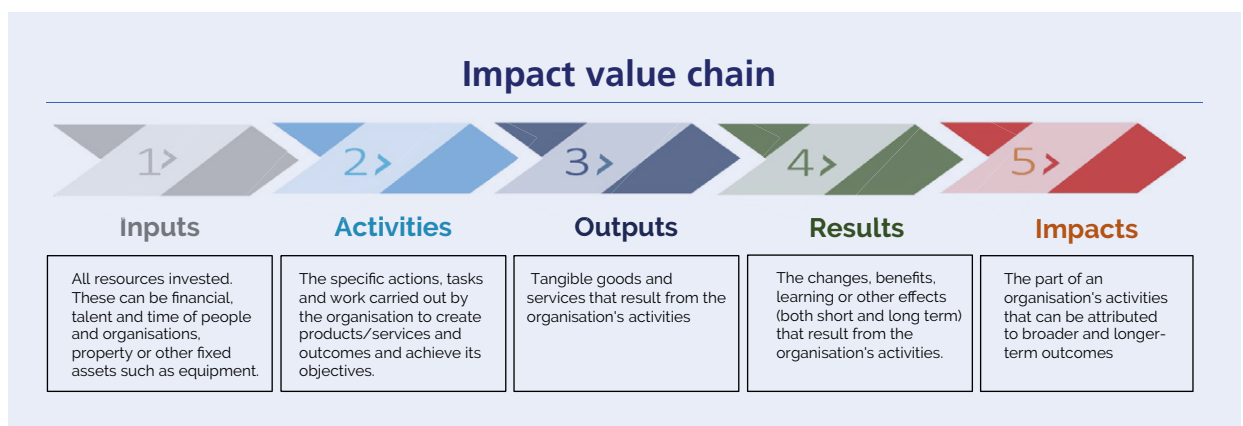 Impact value chain
1>
2>
3>
4>
5>
Inputs
Activities
Outputs
Results
Impacts
All resources invested.
These can be financial,
talent and time of people
and organisations,
property or other fixed
assets such as equipment.
The specific actions, tasks
and work carried out by
the organisation to create
products/services and
outcomes and achieve its
objectives.
Tangible goods and
services that result from the
organisation's activities
The changes, benefits,
learning or other effects
(both short and long term)
that result from the
organisation's activities.
The part of an
organisation's activities
that can be attributed
to broader and longer-
term outcomes